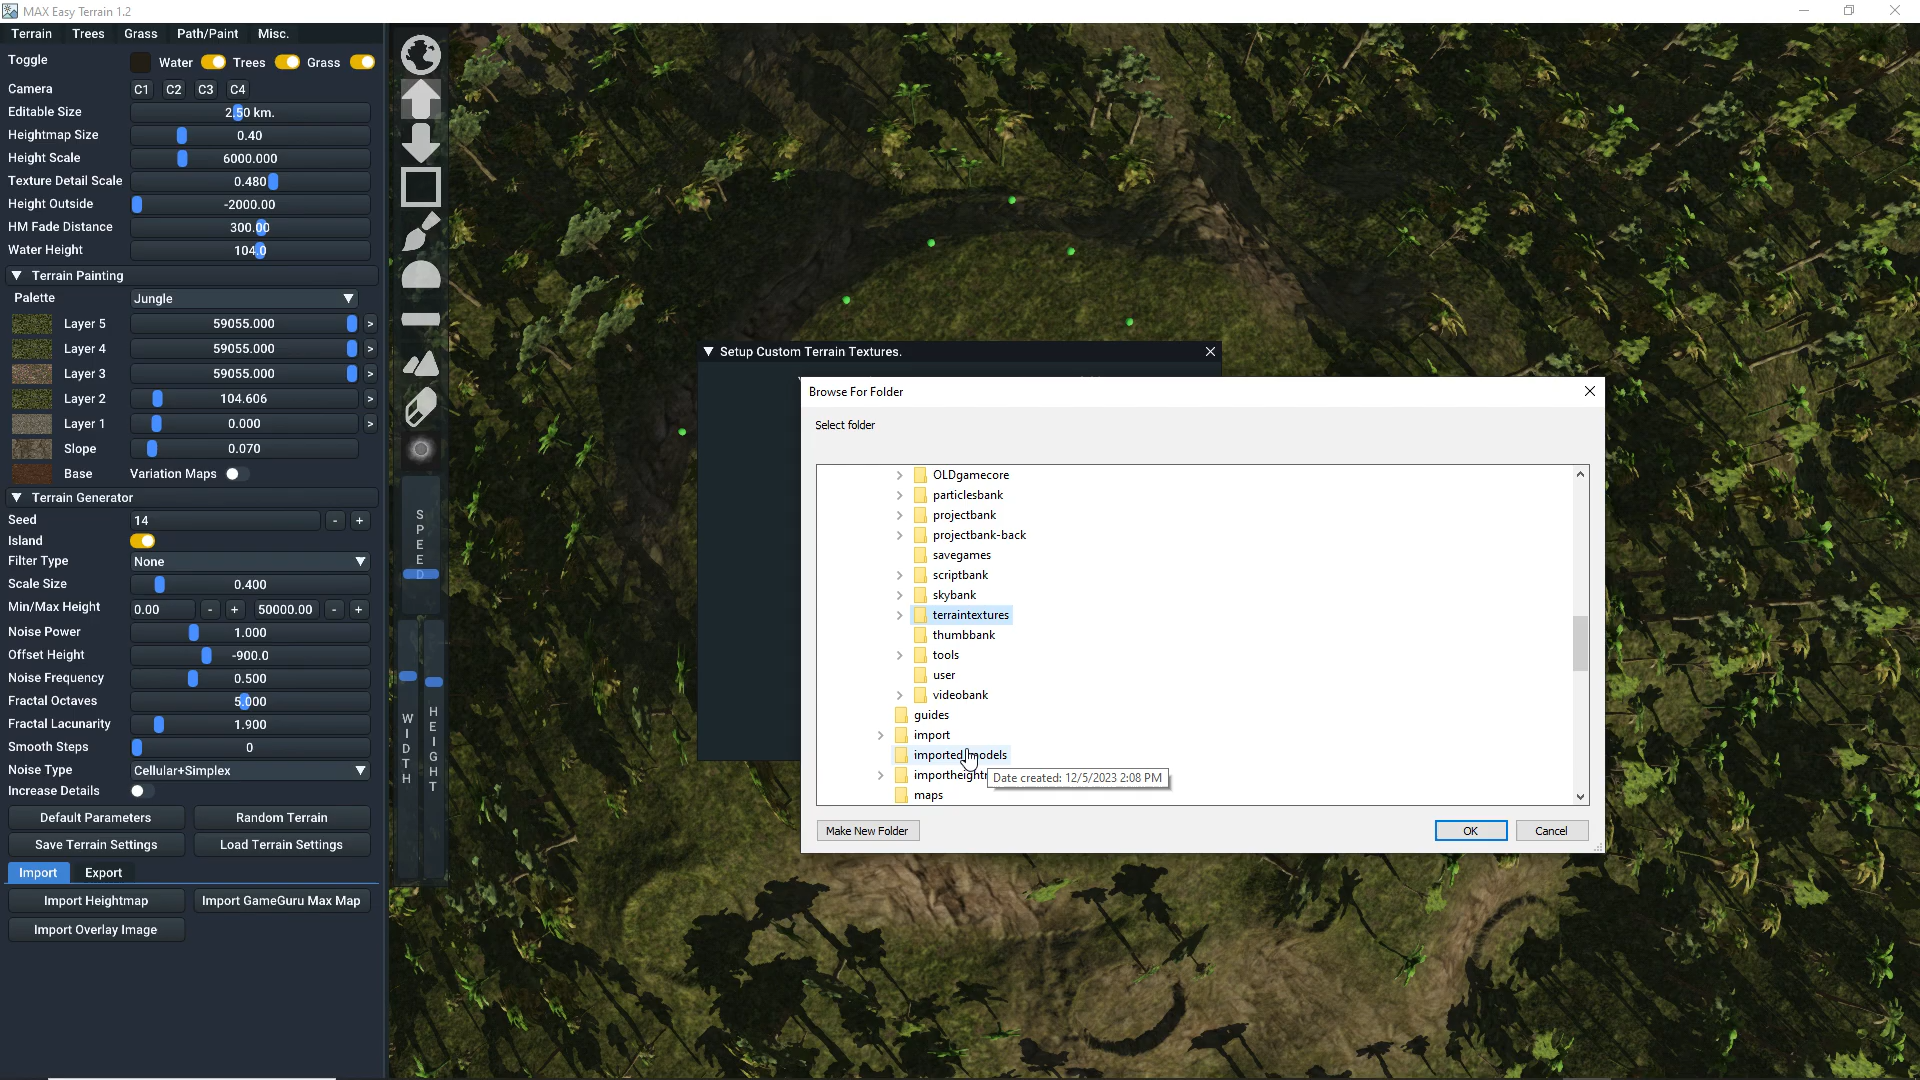 MAX Easy Terrain 1.2
Terrain Trees Grass Path/Paint Misc.
Toggle Water Trees Grass
Camera C1 C2 C3 C4
Editable Size 2.50 km.
Heightmap Size 0.40
Height Scale 6000.000
Texture Detail Scale 0.480
Height Outside -2000.00
HM Fade Distance 300.00
Water Height 104.0
Terrain Painting
Palette Jungle
Layer 5 59055.000 >
Layer 4 59055.000 >
Layer 3 59055.000 >
Layer 2 104.606 >
Layer 1 0.000 >
Slope 0.070
Base Variation Maps
Terrain Generator
Seed 14 - +
Island
Filter Type None
Scale Size 0.400
Min/Max Height 0.00 - + 50000.00 - +
Noise Power 1.000
Offset Height -900.0
Noise Frequency 0.500
Fractal Octaves 5.000
Fractal Lacunarity 1.900
Smooth Steps 0
Noise Type Cellular+Simplex
Increase Details
Default Parameters Random Terrain
Save Terrain Settings Load Terrain Settings
Import Export
Import Heightmap Import GameGuru Max Map
Import Overlay Image
SPEED
WIDTH
HEIGHT
Setup Custom Terrain Textures.
Browse For Folder
Select folder
OLDgamecore
particlesbank
projectbank
projectbank-back
savegames
scriptbank
skybank
terraintextures
thumbbank
tools
user
videobank
guides
import
imported models
Date created: 12/5/2023 2:08 PM
maps
Make New Folder OK Cancel